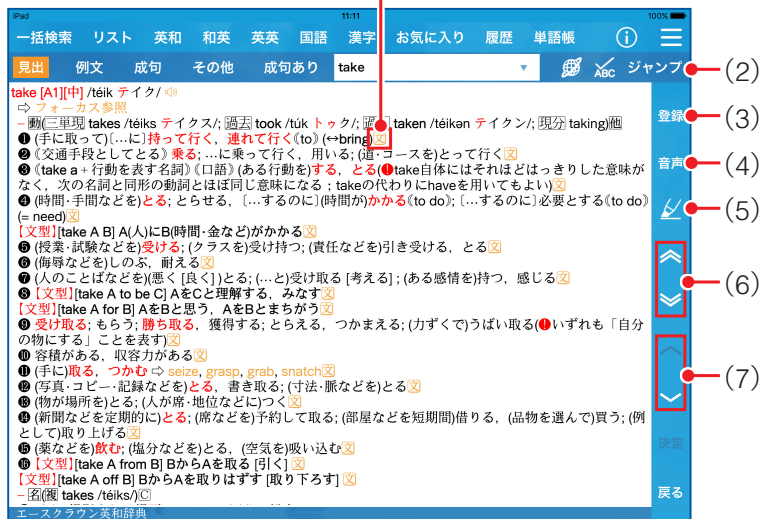 iPad 11:11 100%
一括検索 リスト 英和 和英 英英 国語 漢字 お気に入り 履歴 単語帳
見出 例文 成句 その他 成句あり take ABC ジャンプ (2)
take [A1][中] /téik テイク/
⇨ フォーカス参照
登録 (3)
– 動(三単現 takes /téiks テイクス/; 過去 took /túk トゥク/; 過 taken /téikən テイクン/; 現分 taking)他
❶ (手に取って)〔…に〕持って行く, 連れて行く《to》(↔bring)文
❷ 《交通手段としてとる》乗る; …に乗って行く, 用いる; (道・コースを)とって行く文
音声 (4)
❸ 《take a + 行動を表す名詞》《口語》(ある行動を)する, とる(❗take自体にはそれほどはっきりした意味が
なく, 次の名詞と同形の動詞とほぼ同じ意味になる ; takeの代わりにhaveを用いてもよい)文
❹ (時間・手間などを)とる; とらせる, 〔…するのに〕(時間が)かかる《to do》; 〔…するのに〕必要とする《to do》
(5)
(= need)文
【文型】[take A B] A(人)にB(時間・金など)がかかる文
❺ (授業・試験などを)受ける; (クラスを)受け持つ; (責任などを)引き受ける, とる文
❻ (侮辱などを)しのぶ, 耐える文
❼ (人のことばなどを)(悪く [良く] )とる; (…と)受け取る [考える] ; (ある感情を)持つ, 感じる文
(6)
❽ 【文型】[take A to be C] AをCと理解する, みなす文
【文型】[take A for B] AをBと思う, AをBとまちがう文
❾ 受け取る; もらう; 勝ち取る, 獲得する; とらえる, つかまえる; (力ずくで)うばい取る(❗いずれも「自分
の物にする」ことを表す)文
❿ 容積がある, 収容力がある文
⓫ (手に)取る, つかむ ⇨ seize, grasp, grab, snatch文
(7)
⓬ (写真・コピー・記録などを)とる, 書き取る; (寸法・脈などを)とる文
⓭ (物が場所を)とる; (人が席・地位などに)つく文
⓮ (新聞などを定期的に)とる; (席などを)予約して取る; (部屋などを短期間)借りる, (品物を選んで)買う; (例
として)取り上げる文
決定
⓯ (薬などを)飲む; (塩分などを)とる, (空気を)吸い込む文
⓰ 【文型】[take A from B] BからAを取る [引く] 文
【文型】[take A off B] BからAを取りはずす [取り下ろす] 文
戻る
– 名(複 takes /téiks/)C
エースクラウン英和辞典